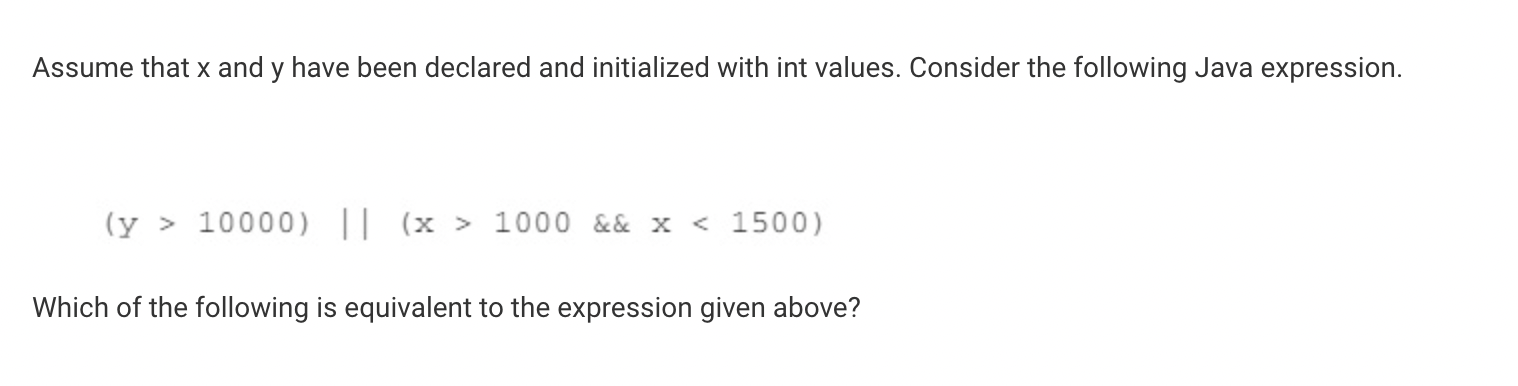 Assume that x and y have been declared and initialized with int values. Consider the following Java expression.
(y > 10000) || (x > 1000 && x < 1500)
Which of the following is equivalent to the expression given above?